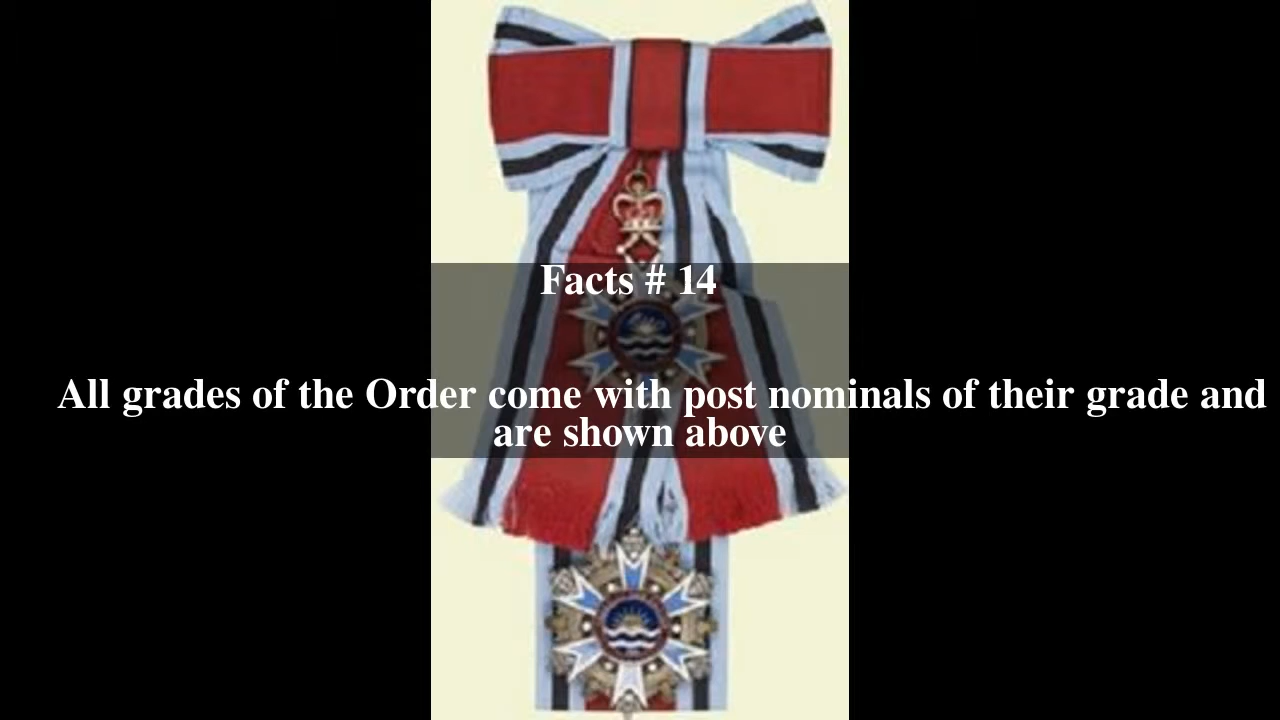 Facts # 14
All grades of the Order come with post nominals of their grade and
are shown above